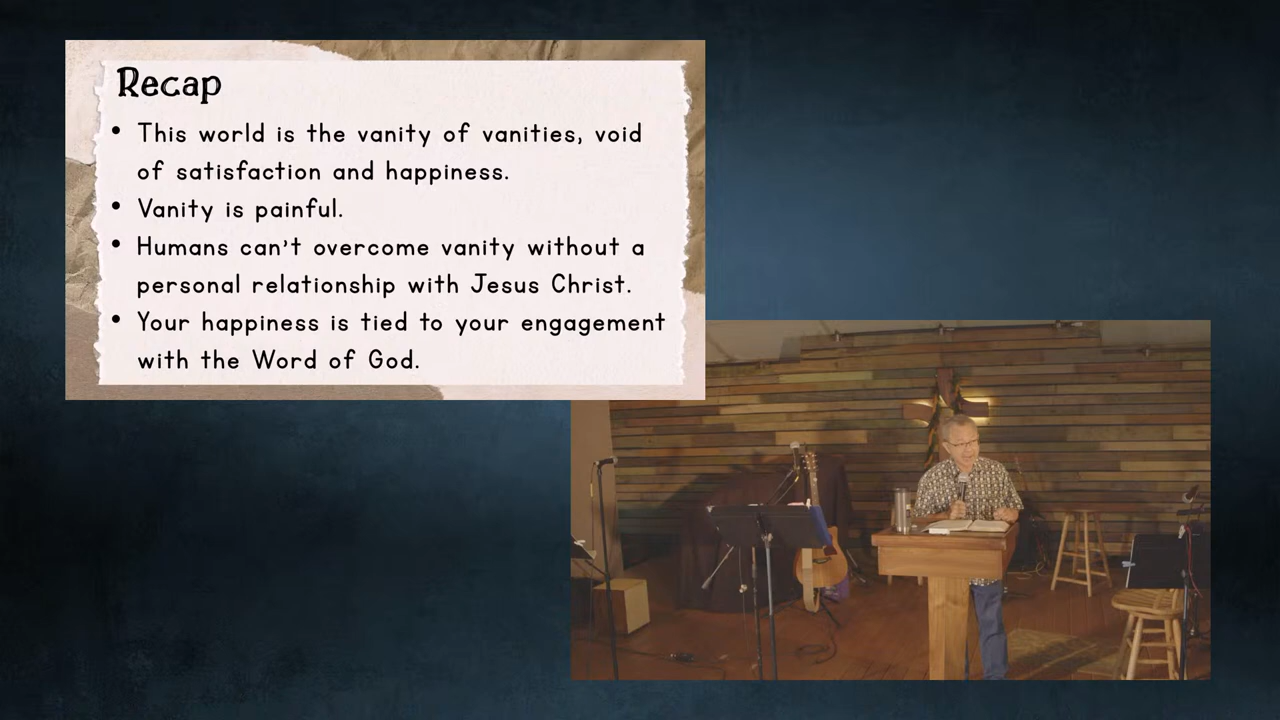 Recap
• This world is the vanity of vanities, void
of satisfaction and happiness.
• Vanity is painful.
• Humans can't overcome vanity without a
personal relationship with Jesus Christ.
• Your happiness is tied to your engagement
with the Word of God.